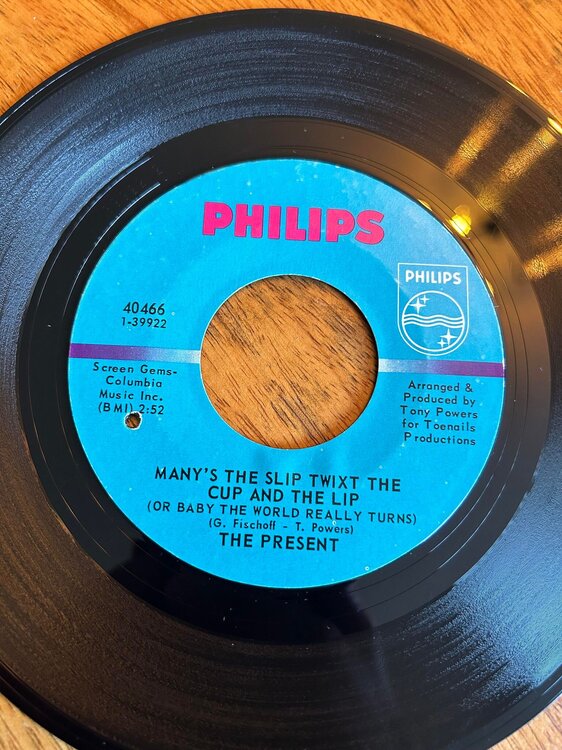 PHILIPS
PHILIPS
40466
1-39922
Screen Gems-
Columbia
Music Inc.
(BMI) 2:52
Arranged &
Produced by
Tony Powers
for Toenails
Productions
MANY'S THE SLIP TWIXT THE
CUP AND THE LIP
(OR BABY THE WORLD REALLY TURNS)
(G. Fischoff - T. Powers)
THE PRESENT